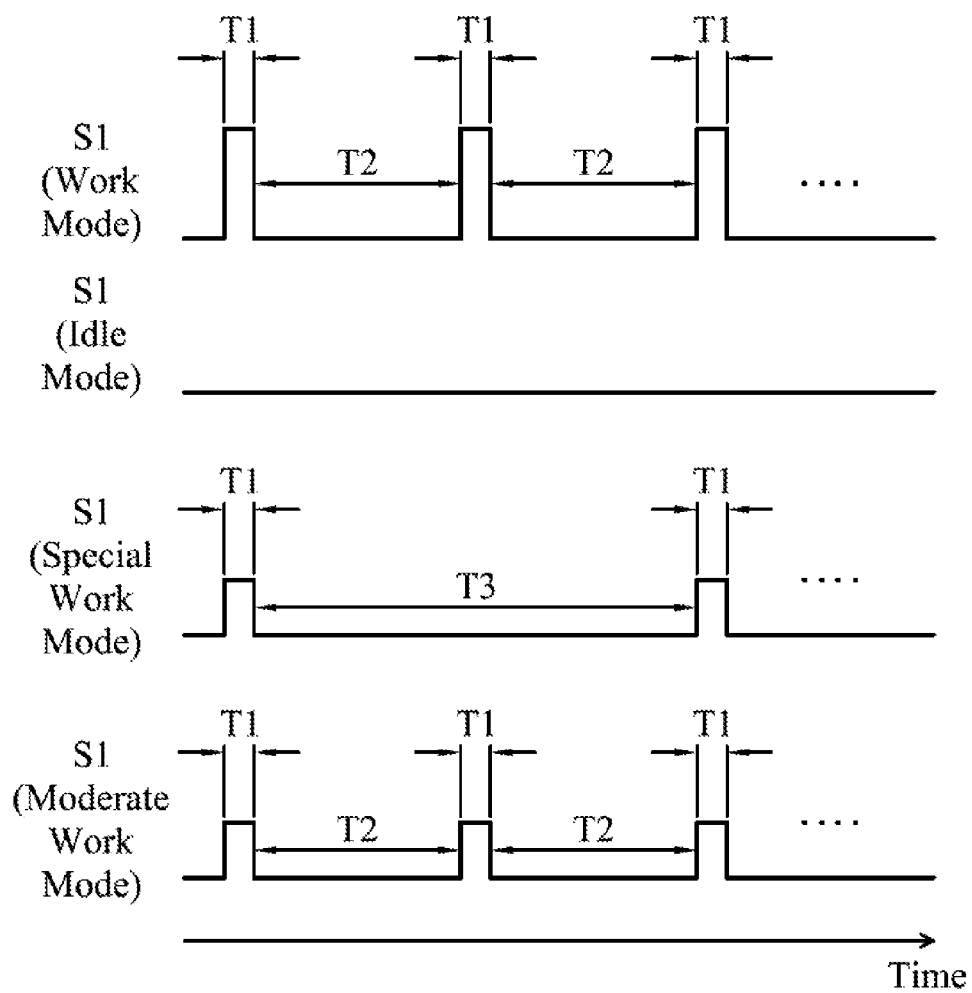 T1 T1 T1
S1
(Work
Mode)
T2 T2
....
S1
(Idle
Mode)
T1 T1
S1
(Special
Work
Mode)
T3
....
T1 T1 T1
S1
(Moderate
Work
Mode)
T2 T2
....
Time